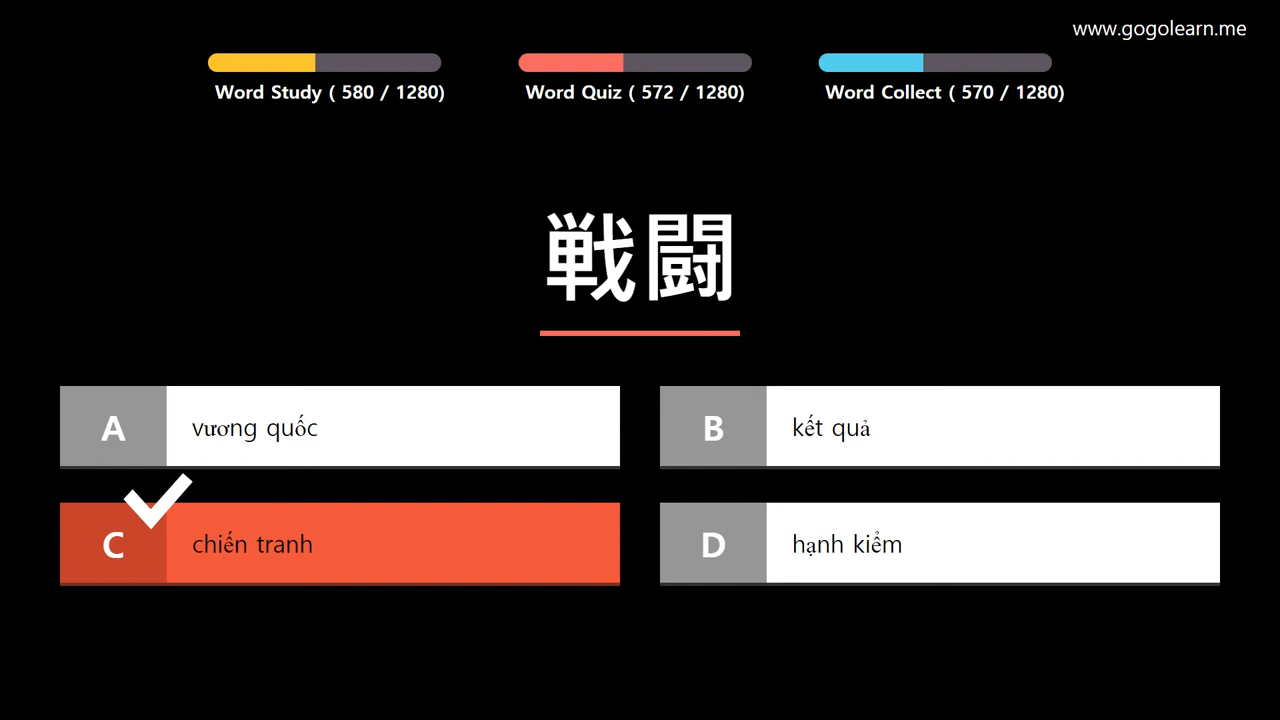 www.gogolearn.me
Word Study ( 580 / 1280)
Word Quiz ( 572 / 1280)
Word Collect ( 570 / 1280)
戦闘
A vương quốc
B kết quả
C chiến tranh
D hạnh kiểm